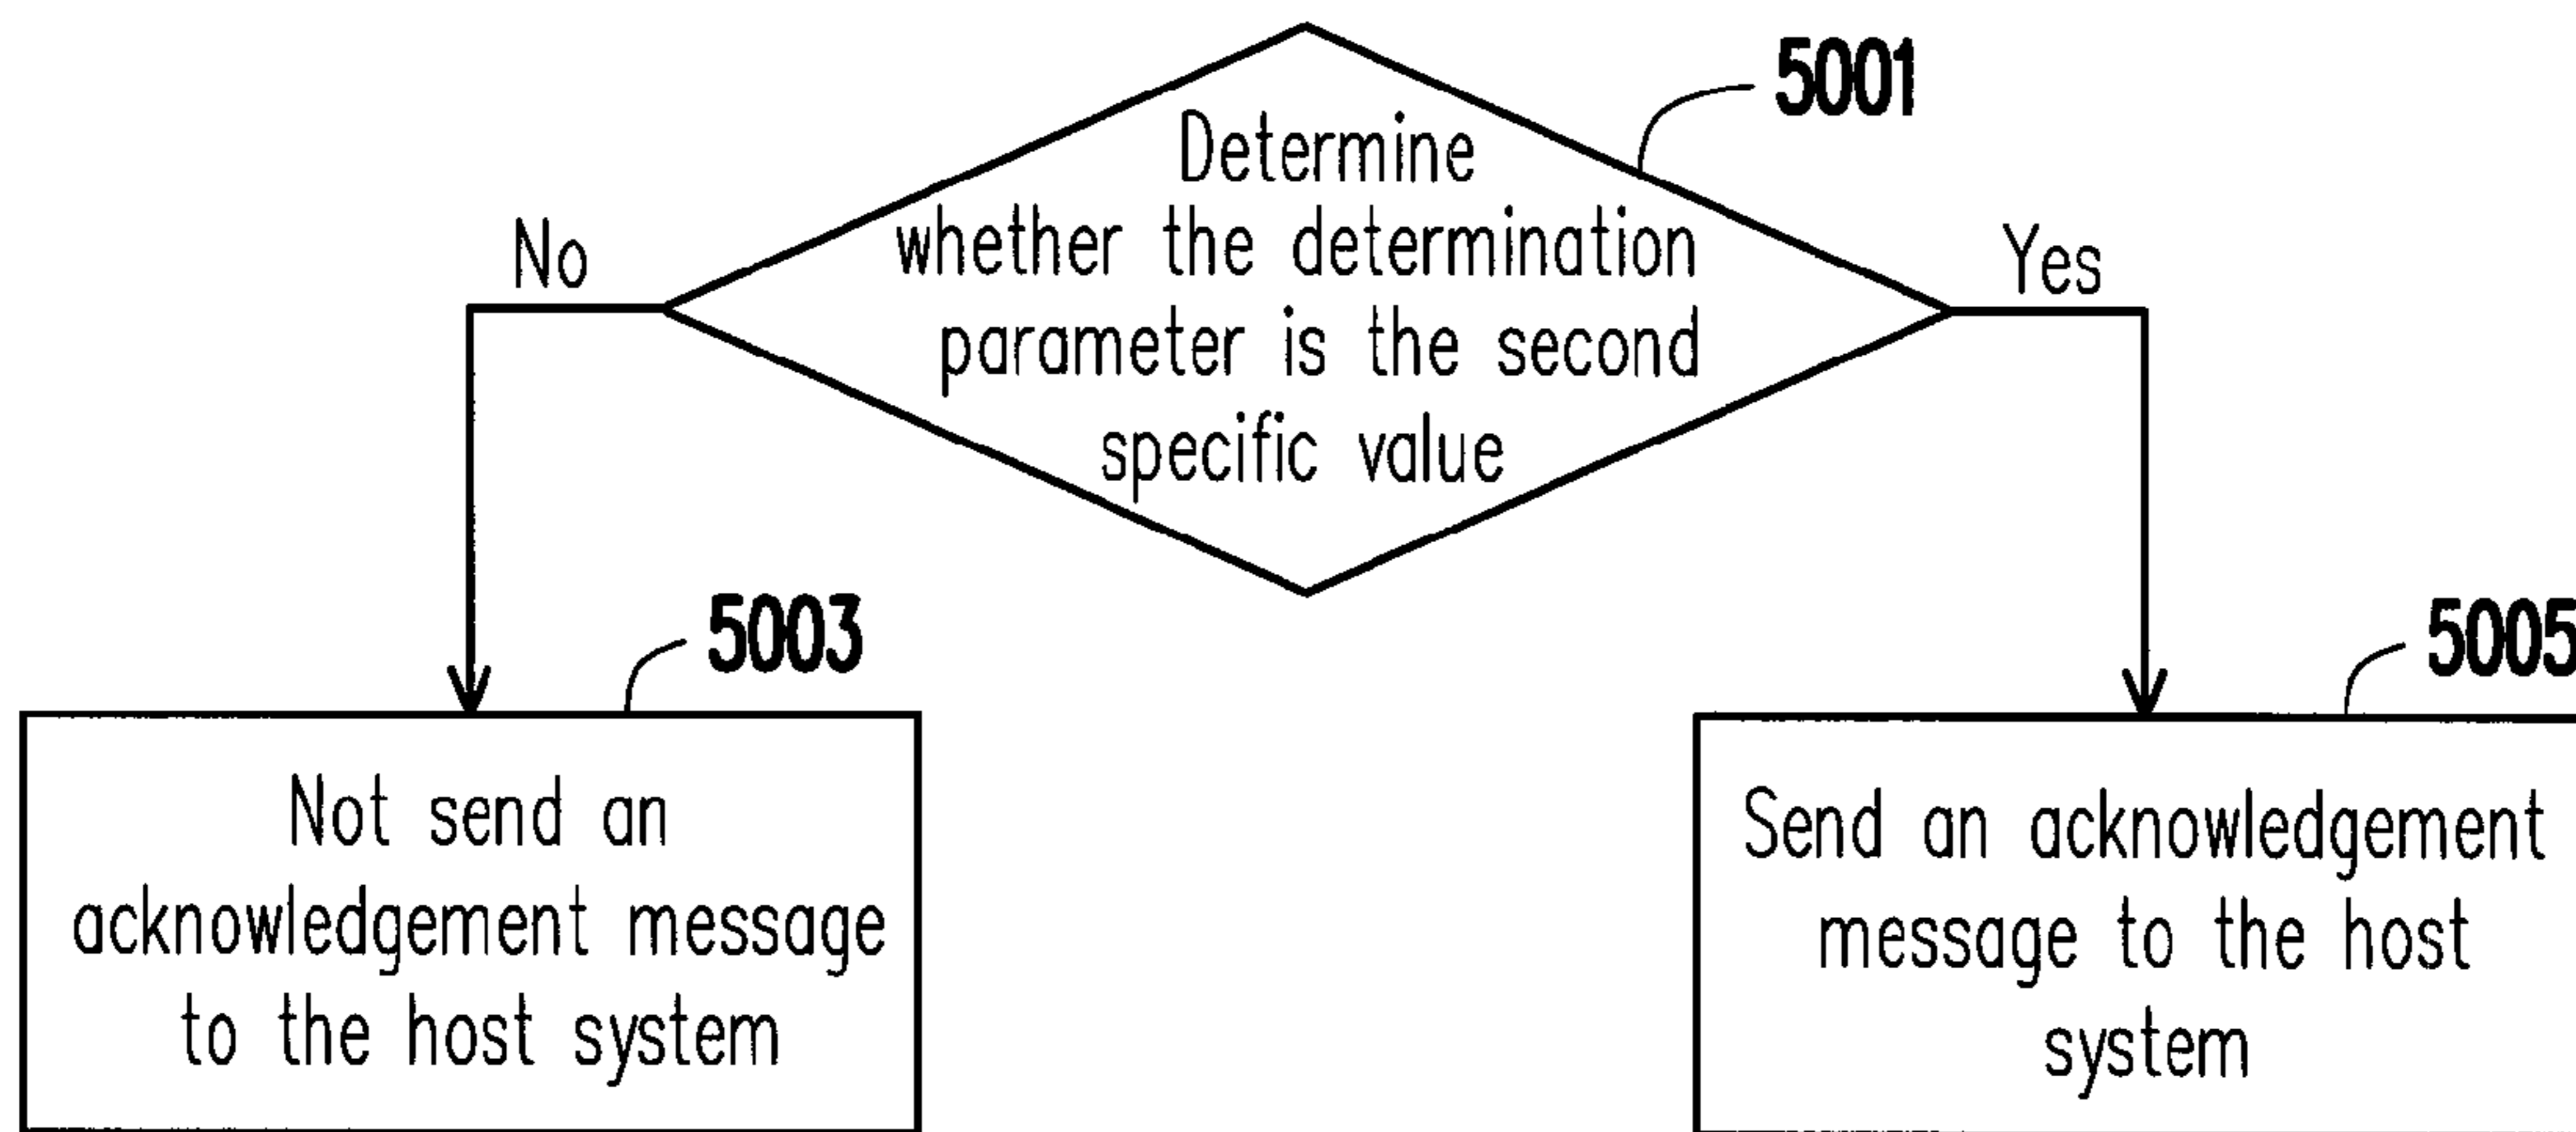 5001
Determine
whether the determination
parameter is the second
specific value
No
Yes
5003
Not send an
acknowledgement message
to the host system
5005
Send an acknowledgement
message to the host
system